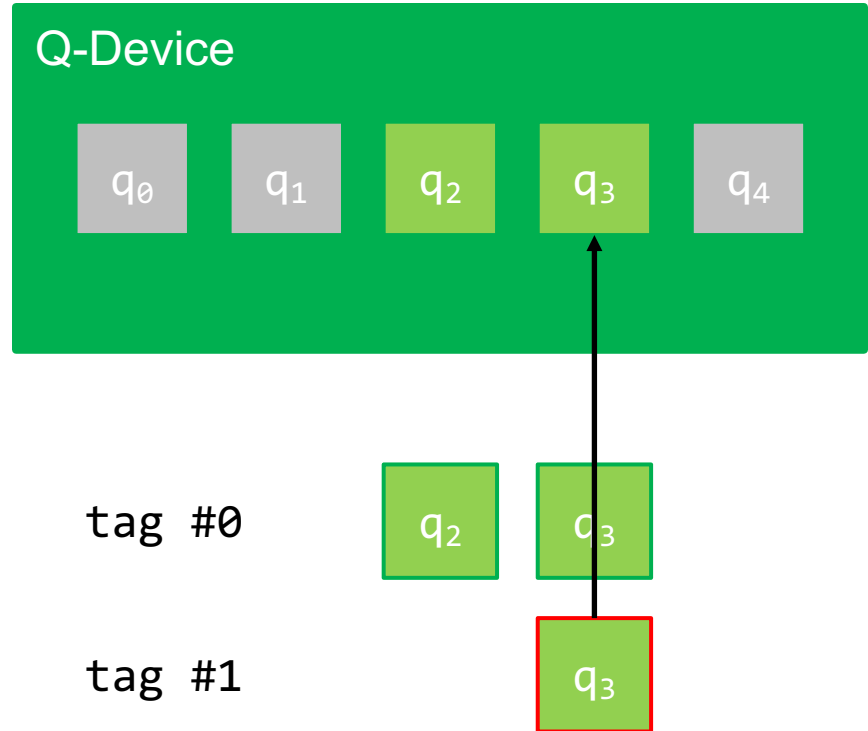 Q-Device
q₀ q₁ q₂ q₃ q₄
tag #0 q₂ q₃
tag #1 q₃